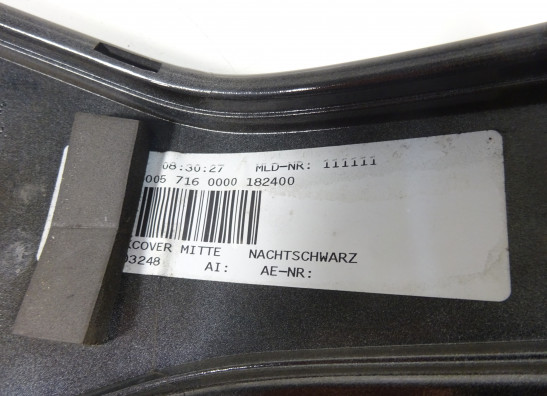 08:30:27 MLD-NR: 111111
005 716 0000 182400
COVER MITTE NACHTSCHWARZ
03248 AI: AE-NR: